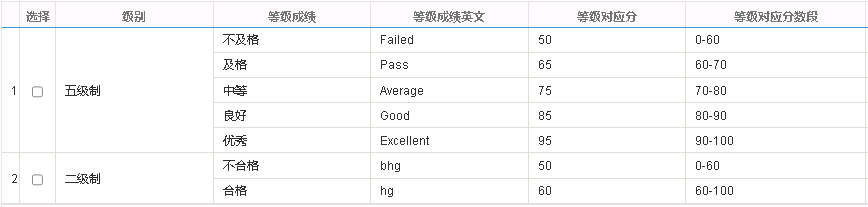 选择 级别 等级成绩 等级成绩英文 等级对应分 等级对应分数段
不及格 Failed 50 0-60
及格 Pass 65 60-70
1 五级制 中等 Average 75 70-80
良好 Good 85 80-90
优秀 Excellent 95 90-100
不合格 bhg 50 0-60
2 二级制
合格 hg 60 60-100